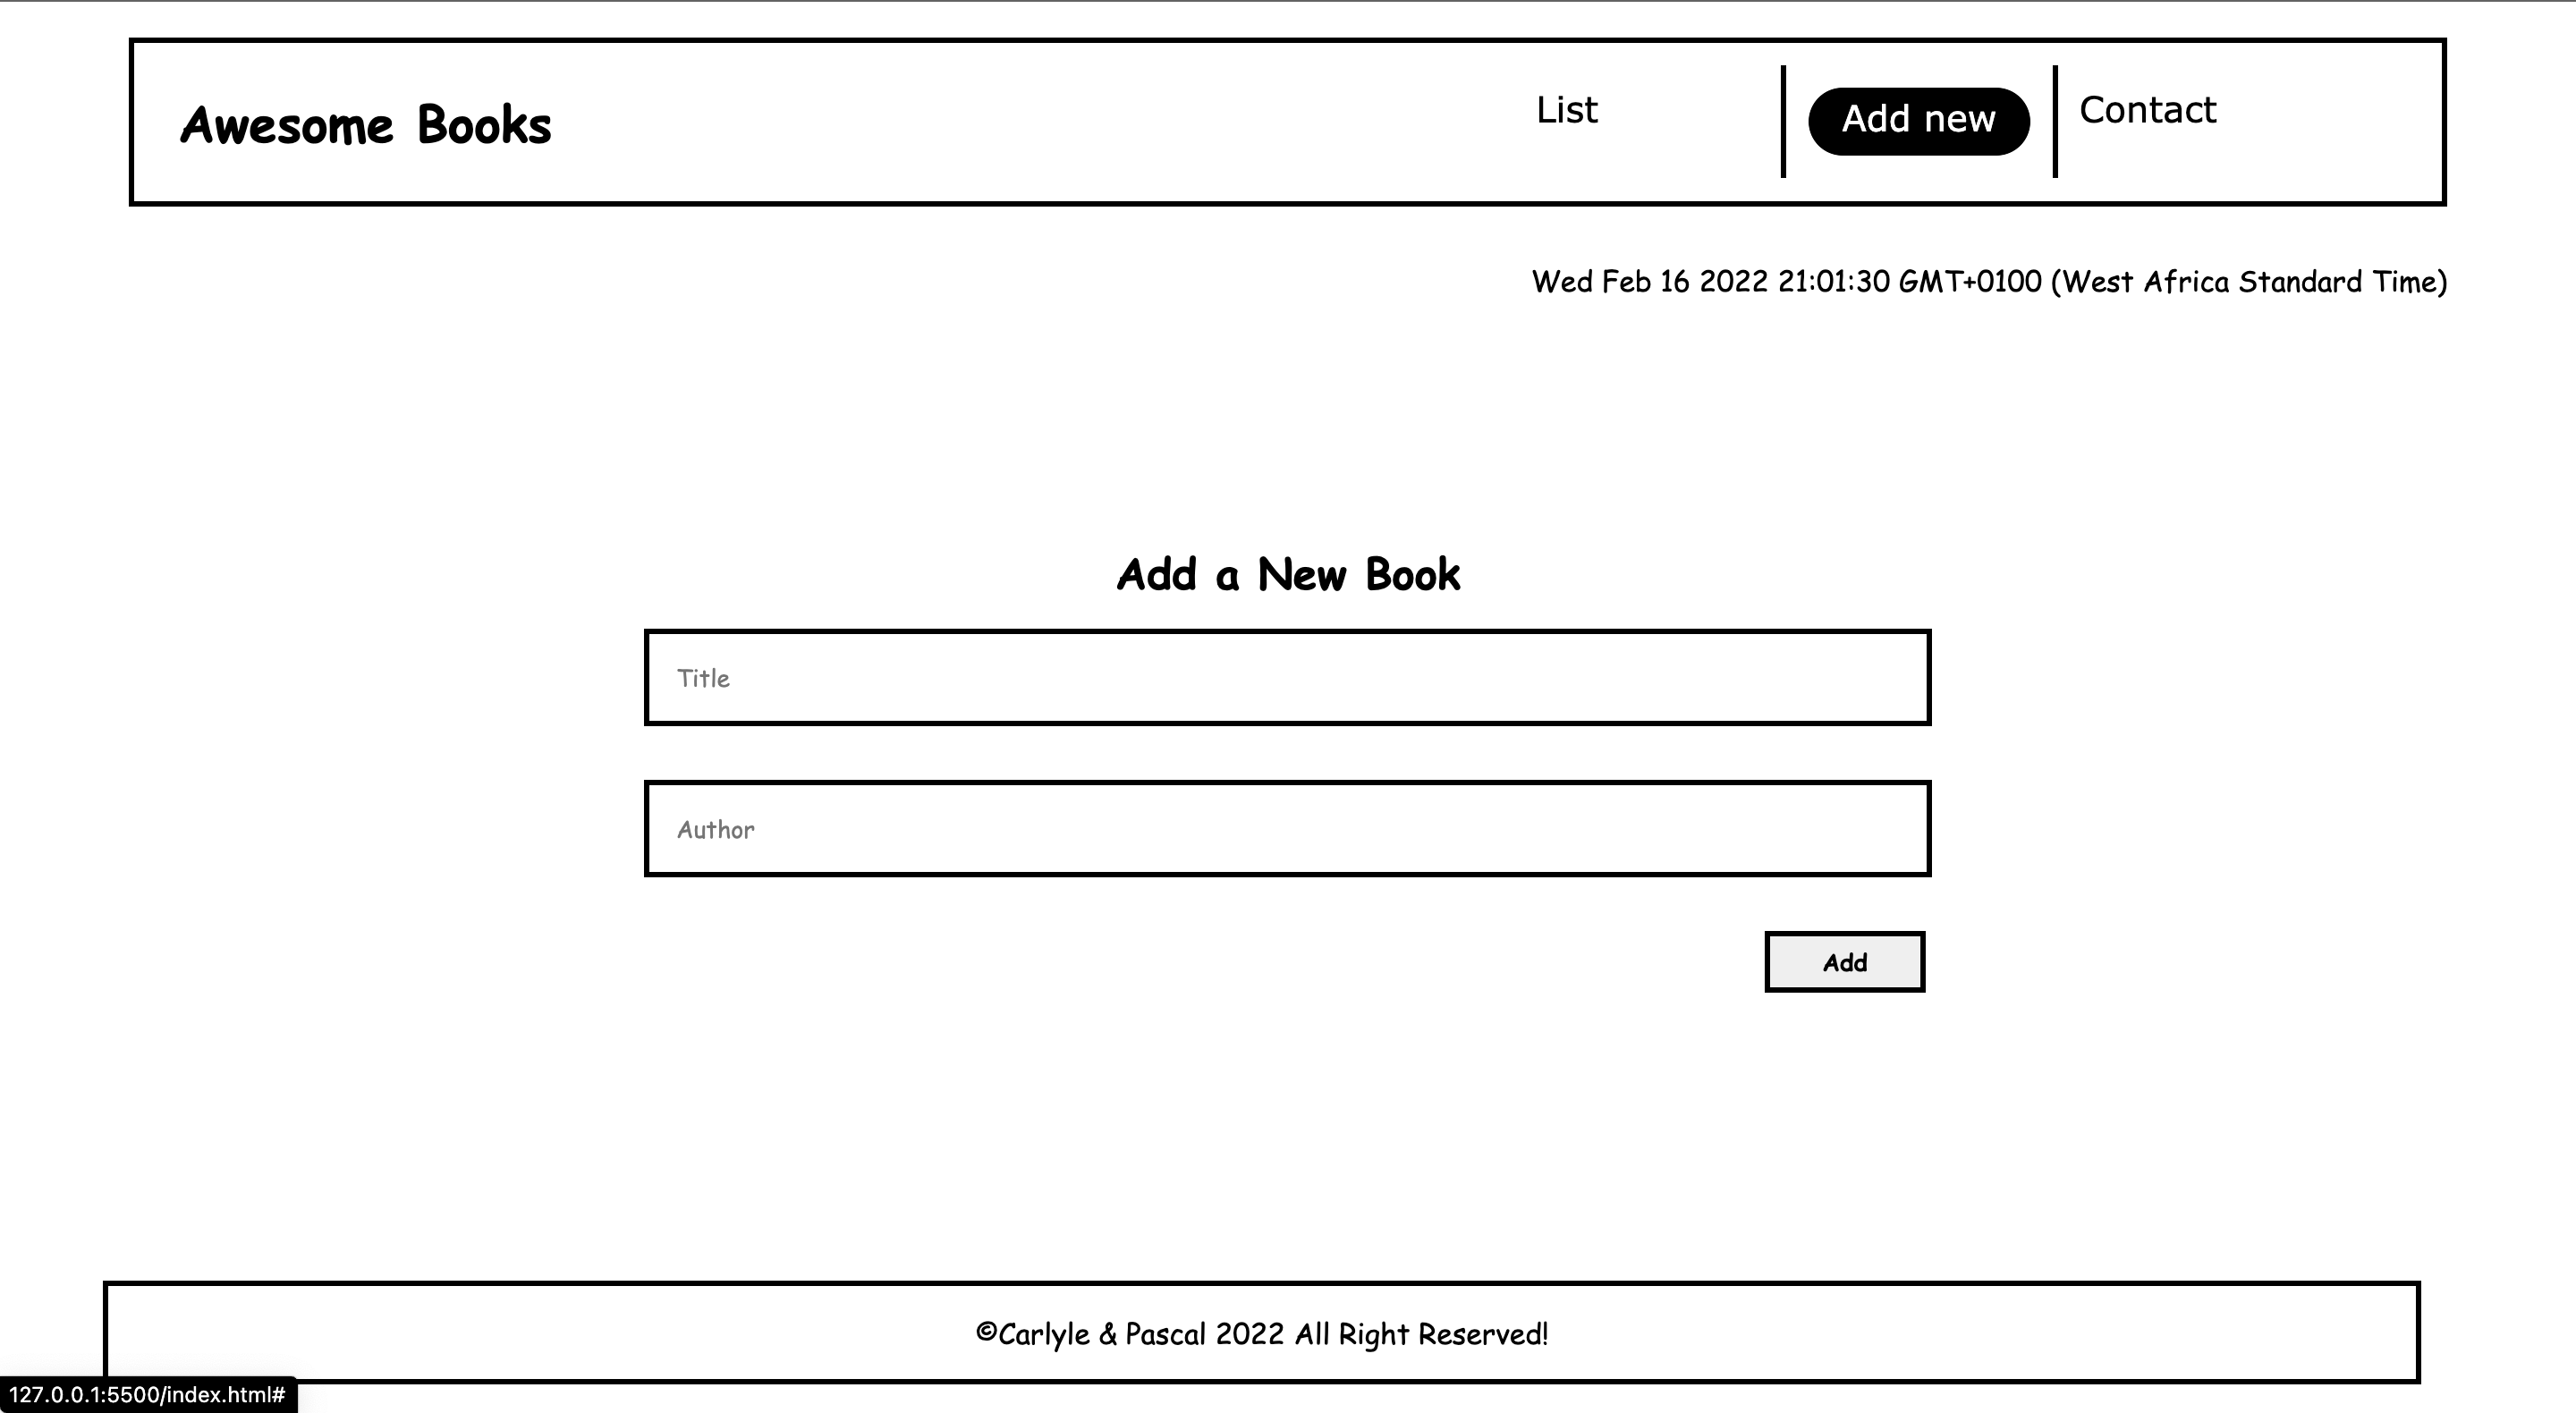 Awesome Books
List
Add new
Contact
Wed Feb 16 2022 21:01:30 GMT+0100 (West Africa Standard Time)
Add a New Book
Title
Author
Add
©Carlyle & Pascal 2022 All Right Reserved!
127.0.0.1:5500/index.html#